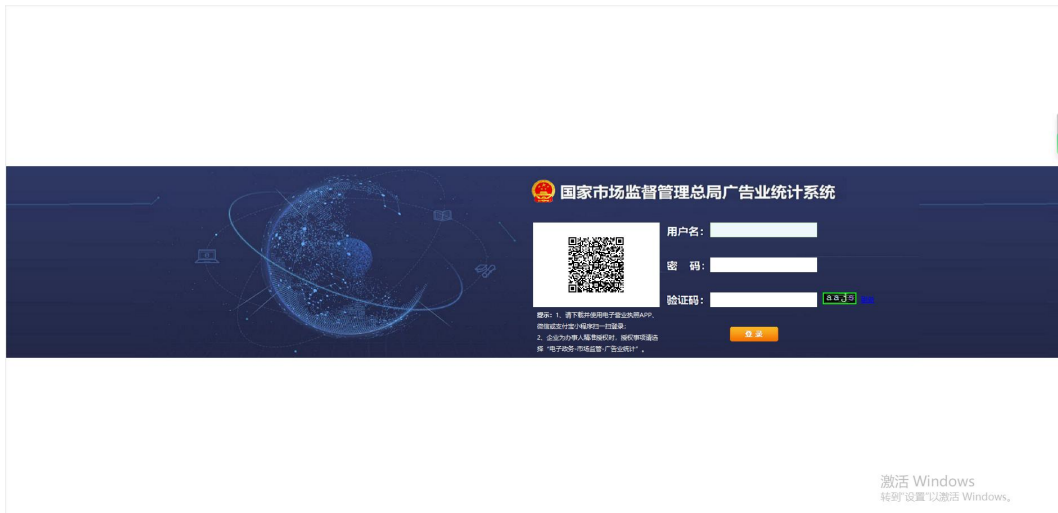 国家市场监督管理总局广告业统计系统
用户名：
密 码：
验证码：
aajs
提示：1、请下载并使用电子营业执照APP、
微信或支付宝小程序扫一扫登录；
2、企业为办事人精准授权时，授权事项请选
择“电子政务-市场监管-广告业统计”。
登 录
激活 Windows
转到“设置”以激活 Windows。